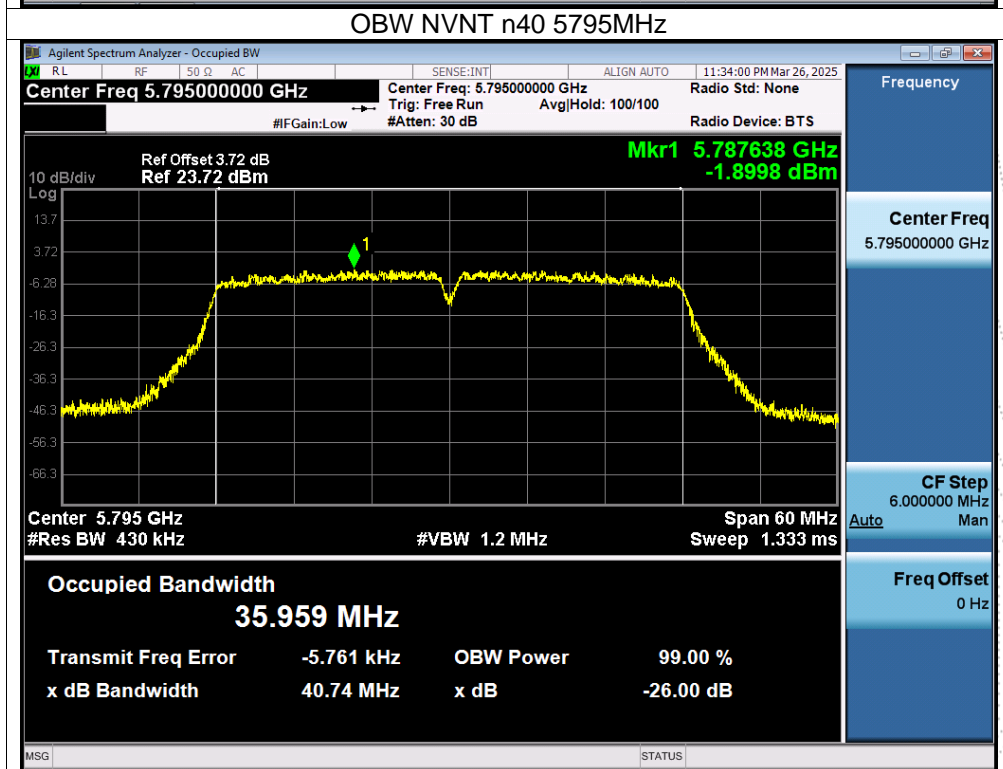 OBW NVNT n40 5795MHz
Agilent Spectrum Analyzer - Occupied BW
LXI RL RF 50 Ω AC SENSE:INT ALIGN AUTO 11:34:00 PM Mar 26, 2025
Center Freq 5.795000000 GHz
Center Freq: 5.795000000 GHz
Radio Std: None
Trig: Free Run Avg|Hold: 100/100
#IFGain:Low
#Atten: 30 dB
Radio Device: BTS
Mkr1 5.787638 GHz
-1.8998 dBm
Ref Offset 3.72 dB
10 dB/div Ref 23.72 dBm
Log
13.7
3.72
-6.28
-16.3
-26.3
-36.3
-46.3
-56.3
-66.3
1
Center 5.795 GHz Span 60 MHz
#Res BW 430 kHz #VBW 1.2 MHz Sweep 1.333 ms
Occupied Bandwidth
35.959 MHz
Transmit Freq Error -5.761 kHz OBW Power 99.00 %
x dB Bandwidth 40.74 MHz x dB -26.00 dB
MSG STATUS
Frequency
Center Freq
5.795000000 GHz
CF Step
6.000000 MHz
Auto Man
Freq Offset
0 Hz